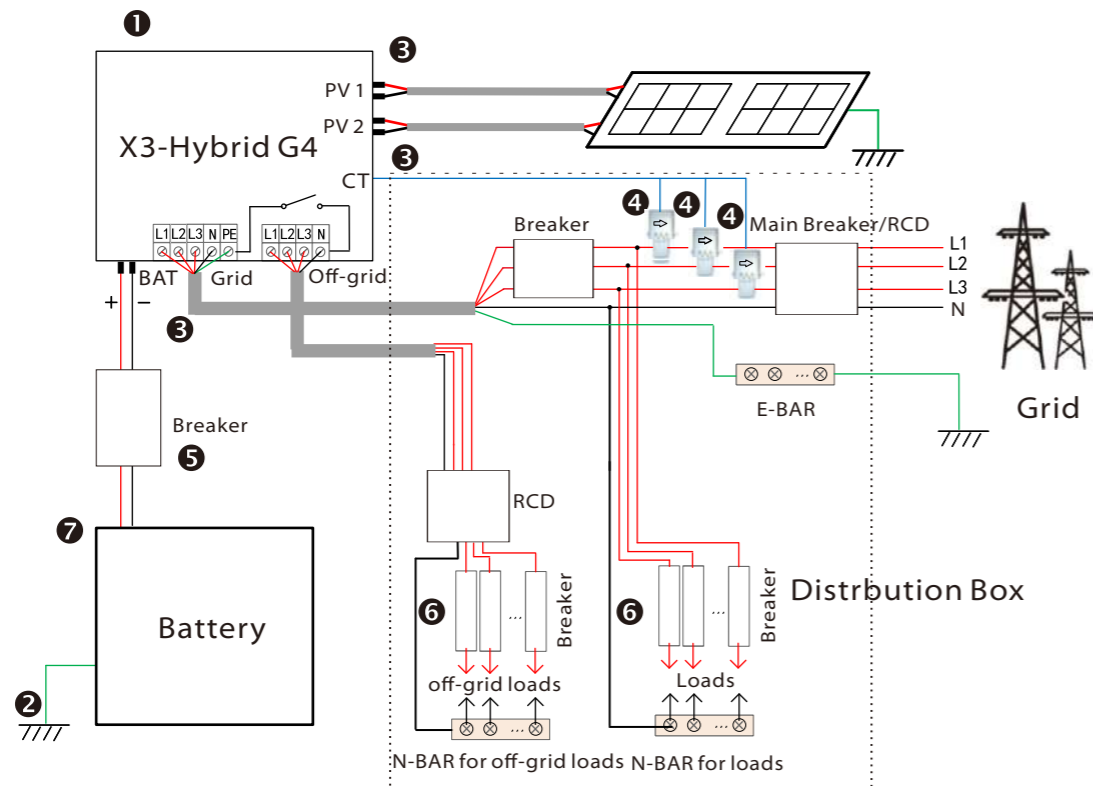 ❶
❸
PV 1
PV 2
X3-Hybrid G4
❸
CT
❹ ❹ ❹
Breaker
Main Breaker/RCD
L1 L2 L3 N PE
L1 L2 L3 N
L1
L2
L3
N
BAT
Grid
Off-grid
+ −
❸
...
E-BAR
Grid
Breaker
❺
RCD
❼
Battery
❻
...
Breaker
❻
...
Breaker
Distrbution Box
off-grid loads
Loads
❷
...
...
N-BAR for off-grid loads
N-BAR for loads